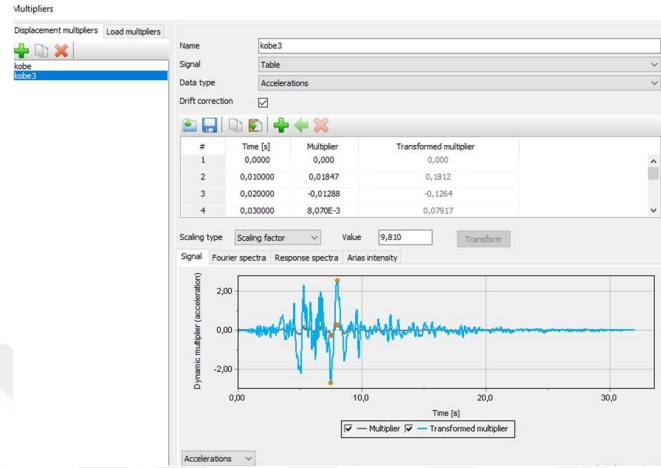 Multipliers
Displacement multipliers Load multipliers
kobe
kobe3
Name kobe3
Signal Table
Data type Accelerations
Drift correction
# Time [s] Multiplier Transformed multiplier
1 0,0000 0,000 0,000
2 0,010000 0,01847 0,1812
3 0,020000 -0,01288 -0,1264
4 0,030000 8,070E-3 0,07917
Scaling type Scaling factor Value 9,810 Transform
Signal Fourier spectra Response spectra Arias intensity
Dynamic multiplier (acceleration)
2,00
0,00
-2,00
0,00 10,0 20,0 30,0
Time [s]
Multiplier Transformed multiplier
Accelerations